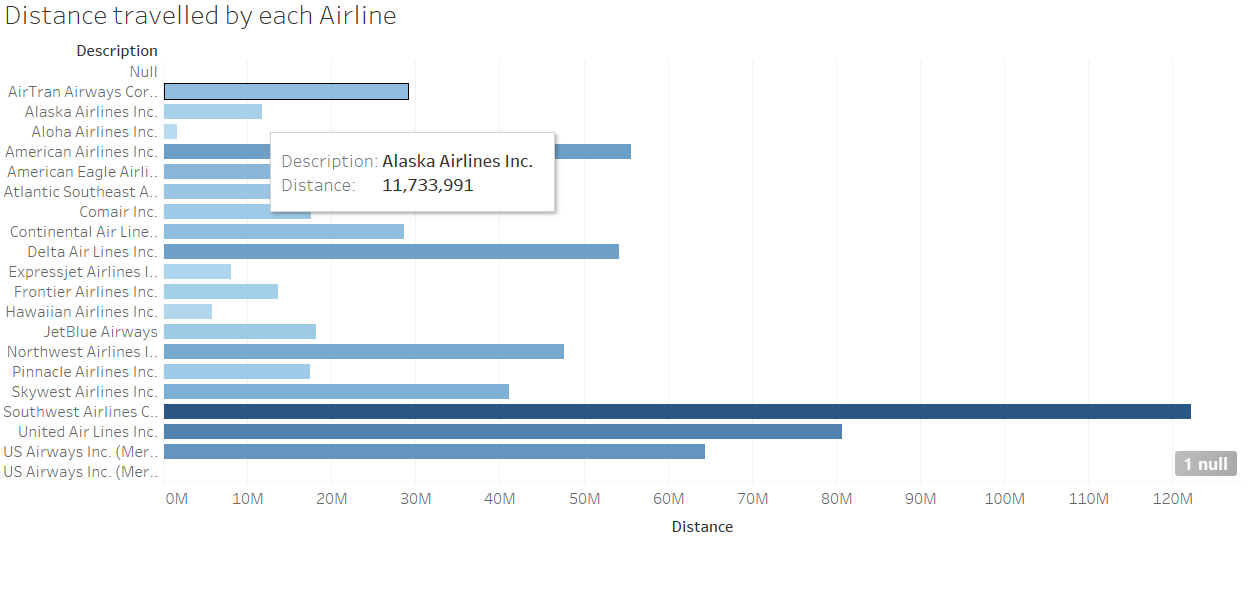 Distance travelled by each Airline
Description
Null
AirTran Airways Cor..
Alaska Airlines Inc.
Aloha Airlines Inc.
American Airlines Inc.
American Eagle Airli..
Atlantic Southeast A..
Comair Inc.
Continental Air Line..
Delta Air Lines Inc.
Expressjet Airlines I..
Frontier Airlines Inc.
Hawaiian Airlines Inc.
JetBlue Airways
Northwest Airlines I..
Pinnacle Airlines Inc.
Skywest Airlines Inc.
Southwest Airlines C..
United Air Lines Inc.
US Airways Inc. (Mer..
US Airways Inc. (Mer..
Description: Alaska Airlines Inc.
Distance: 11,733,991
1 null
0M 10M 20M 30M 40M 50M 60M 70M 80M 90M 100M 110M 120M
Distance